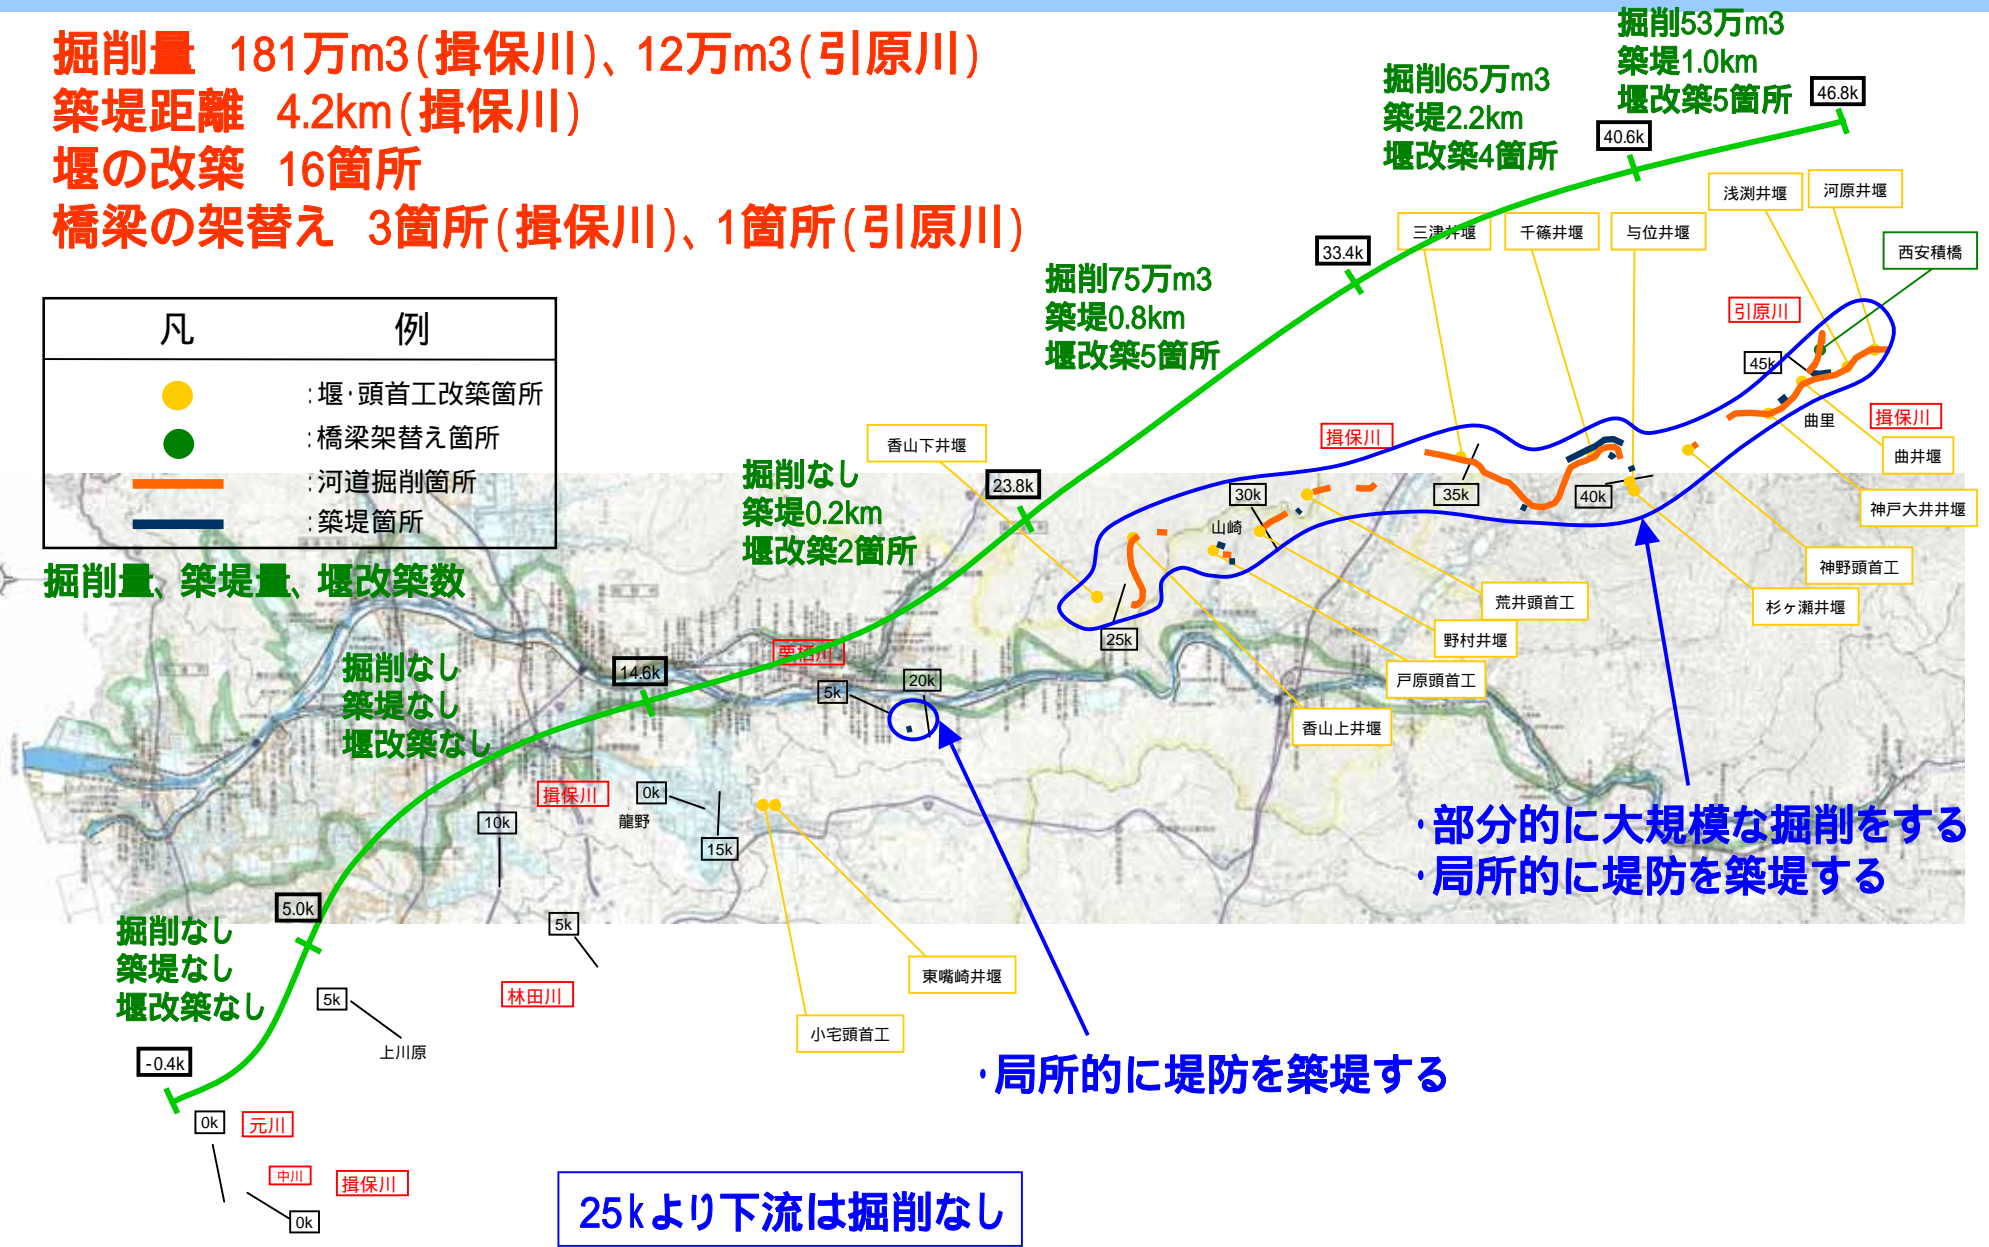 掘削量　181万m3(揖保川)、12万m3(引原川)
築堤距離　4.2km(揖保川)
堰の改築　16箇所
橋梁の架替え　3箇所(揖保川)、1箇所(引原川)
掘削53万m3
築堤1.0km
堰改築5箇所
46.8k
掘削65万m3
築堤2.2km
堰改築4箇所
40.6k
33.4k
掘削75万m3
築堤0.8km
堰改築5箇所
浅渕井堰
河原井堰
三津井堰
千篠井堰
与位井堰
西安積橋
引原川
45k
曲里
揖保川
曲井堰
神戸大井井堰
神野頭首工
杉ヶ瀬井堰
凡　例
:堰・頭首工改築箇所
:橋梁架替え箇所
:河道掘削箇所
:築堤箇所
掘削量、築堤量、堰改築数
香山下井堰
揖保川
掘削なし
築堤0.2km
堰改築2箇所
23.8k
30k
山崎
35k
40k
25k
荒井頭首工
野村井堰
戸原頭首工
香山上井堰
掘削なし
築堤なし
堰改築なし
14.6k
栗栖川
5k
20k
揖保川
0k
龍野
10k
15k
・部分的に大規模な掘削をする
・局所的に堤防を築堤する
5.0k
掘削なし
築堤なし
堰改築なし
5k
林田川
東嘴崎井堰
小宅頭首工
5k
上川原
-0.4k
・局所的に堤防を築堤する
0k
元川
中川
揖保川
0k
25kより下流は掘削なし